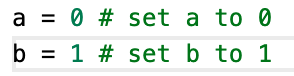 a = 0 # set a to 0
b = 1 # set b to 1